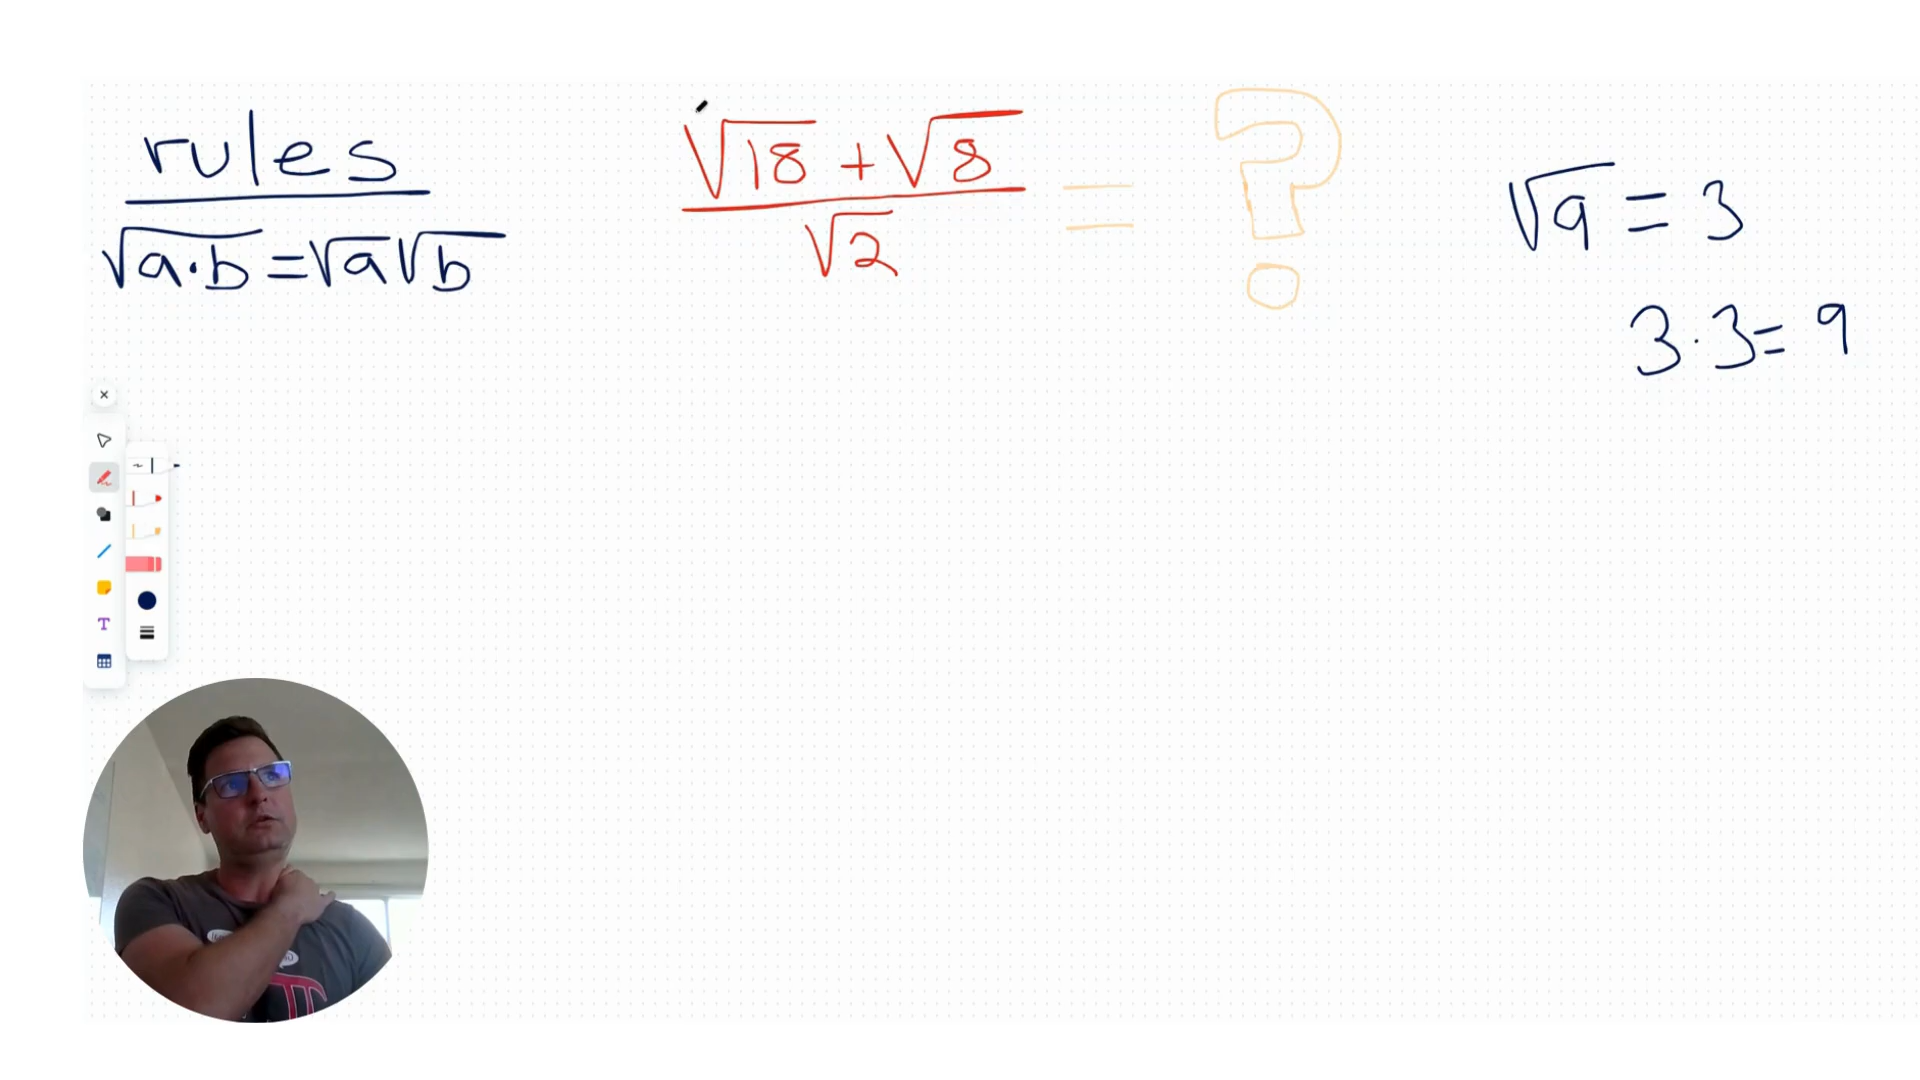 rules
√a·b = √a √b
√18 + √8
√2
= ?
√9 = 3
3·3 = 9
T